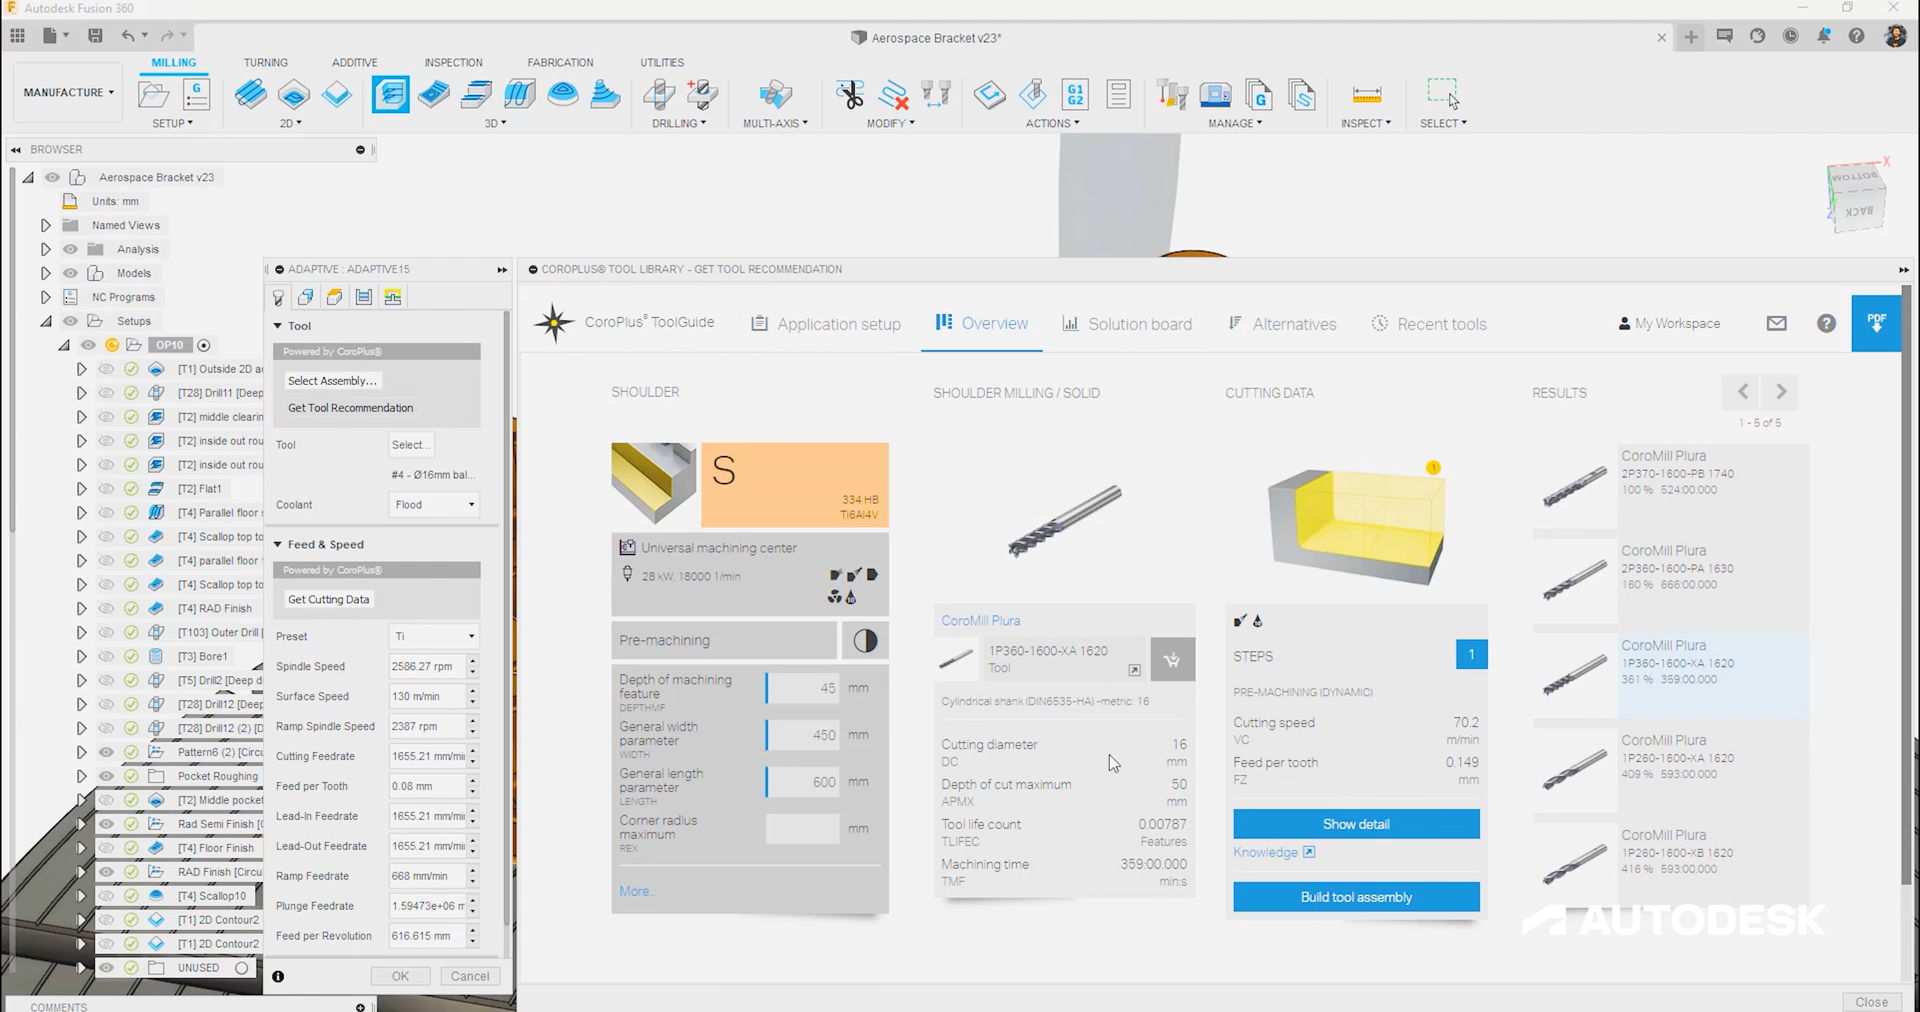 Autodesk Fusion 360
Aerospace Bracket v23*
MILLING
TURNING
ADDITIVE
INSPECTION
FABRICATION
UTILITIES
MANUFACTURE
G
G1
G2
G
S
SETUP
2D
3D
DRILLING
MULTI-AXIS
MODIFY
ACTIONS
MANAGE
INSPECT
SELECT
BROWSER
Aerospace Bracket v23
Units: mm
Named Views
Analysis
Models
NC Programs
Setups
OP10
[T1] Outside 2D a
[T28] Drill11 [Deep
[T2] middle clearin
[T2] inside out rou
[T2] inside out rou
[T2] Flat1
[T4] Parallel floor
[T4] Scallop top to
[T4] parallel floor
[T4] Scallop top to
[T4] RAD Finish
[T103] Outer Drill
[T3] Bore1
[T5] Drill2 [Deep d
[T28] Drill12 [Deep
[T28] Drill12 (2) [D
Pattern6 (2) [Circu
Pocket Roughing
[T2] Middle pocket
Rad Semi Finish [C
[T4] Floor Finish
RAD Finish [Circu
[T4] Scallop10
[T1] 2D Contour2
[T1] 2D Contour2
UNUSED
COMMENTS
X
BOTTOM
BACK
ADAPTIVE : ADAPTIVE15
Tool
Powered by CoroPlus®
Select Assembly...
Get Tool Recommendation
Tool
Select...
#4 - Ø16mm bal...
Coolant
Flood
Feed & Speed
Powered by CoroPlus®
Get Cutting Data
Preset
Ti
Spindle Speed
2586.27 rpm
Surface Speed
130 m/min
Ramp Spindle Speed
2387 rpm
Cutting Feedrate
1655.21 mm/min
Feed per Tooth
0.08 mm
Lead-In Feedrate
1655.21 mm/min
Lead-Out Feedrate
1655.21 mm/min
Ramp Feedrate
668 mm/min
Plunge Feedrate
1.59473e+06 m
Feed per Revolution
616.615 mm
OK
Cancel
COROPLUS® TOOL LIBRARY - GET TOOL RECOMMENDATION
CoroPlus® ToolGuide
Application setup
Overview
Solution board
Alternatives
Recent tools
My Workspace
PDF
SHOULDER
S
334 HB
Ti6Al4V
Universal machining center
28 kW, 18000 1/min
Pre-machining
Depth of machining
feature
DEPTHMF
45
mm
General width
parameter
WIDTH
450
mm
General length
parameter
LENGTH
600
mm
Corner radius
maximum
REX
mm
More...
SHOULDER MILLING / SOLID
CoroMill Plura
1P360-1600-XA 1620
Tool
Cylindrical shank (DIN6535-HA) -metric: 16
Cutting diameter
DC
16
mm
Depth of cut maximum
APMX
50
mm
Tool life count
TLIFEC
0.00787
Features
Machining time
TMF
359:00.000
min:s
CUTTING DATA
1
STEPS
1
PRE-MACHINING (DYNAMIC)
Cutting speed
VC
70.2
m/min
Feed per tooth
FZ
0.149
mm
Show detail
Knowledge
Build tool assembly
RESULTS
1 - 5 of 5
CoroMill Plura
2P370-1600-PB 1740
100 % 524:00.000
CoroMill Plura
2P360-1600-PA 1630
160 % 666:00.000
CoroMill Plura
1P360-1600-XA 1620
361 % 359:00.000
CoroMill Plura
1P260-1600-XA 1620
409 % 593:00.000
CoroMill Plura
1P260-1600-XB 1620
416 % 593:00.000
AUTODESK
Close